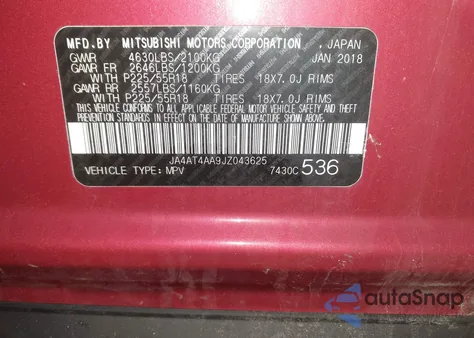 MFD.BY MITSUBISHI MOTORS CORPORATION , JAPAN
GVWR 4630LBS/2100KG JAN 2018
GAWR FR 2646LBS/1200KG
WITH P225/55R18 TIRES 18X7.0J RIMS
GAWR RR 2557LBS/1160KG
WITH P225/55R18 TIRES 18X7.0J RIMS
THIS VEHICLE CONFORMS TO ALL APPLICABLE FEDERAL MOTOR VEHICLE SAFETY AND THEFT PREVENTION STANDARDS IN EFFECT ON THE DATE OF MANUFACTURE SHOWN ABOVE.
JA4AT4AA9JZ043625
VEHICLE TYPE: MPV 7430C 536
autoSnap